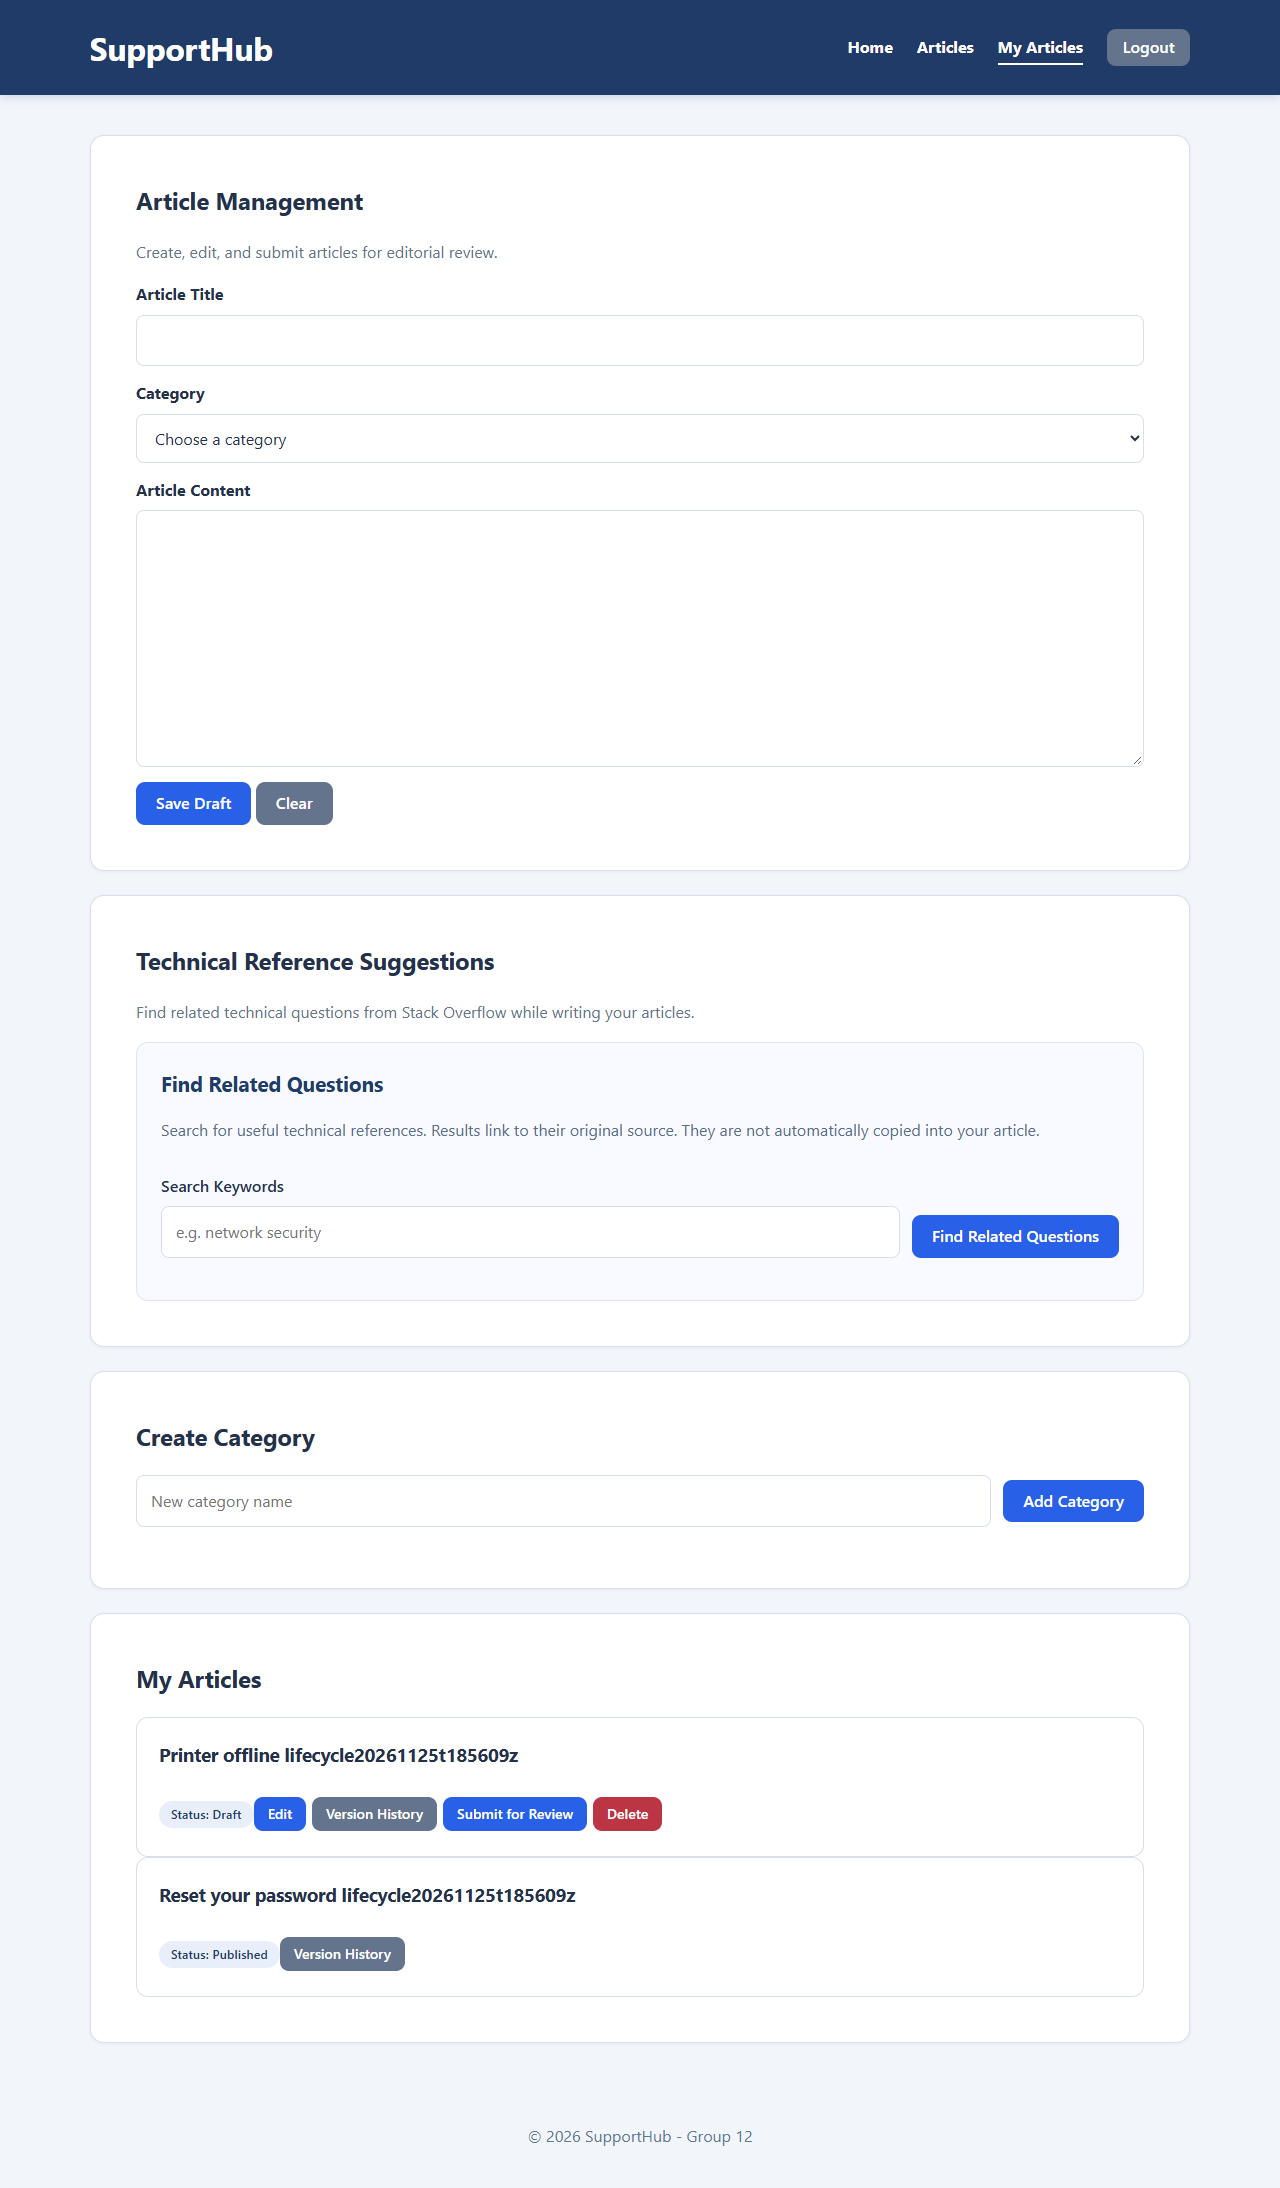 SupportHub
Home Articles My Articles Logout
Article Management
Create, edit, and submit articles for editorial review.
Article Title
Category
Choose a category
Article Content
Save Draft Clear
Technical Reference Suggestions
Find related technical questions from Stack Overflow while writing your articles.
Find Related Questions
Search for useful technical references. Results link to their original source. They are not automatically copied into your article.
Search Keywords
e.g. network security Find Related Questions
Create Category
New category name Add Category
My Articles
Printer offline lifecycle20261125t185609z
Status: Draft Edit Version History Submit for Review Delete
Reset your password lifecycle20261125t185609z
Status: Published Version History
© 2026 SupportHub - Group 12